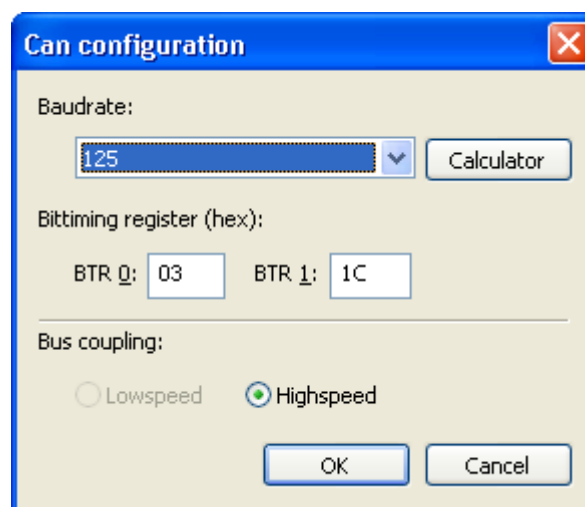 Can configuration
Baudrate:
125
Calculator
Bittiming register (hex):
BTR 0: 03 BTR 1: 1C
Bus coupling:
Lowspeed Highspeed
OK Cancel